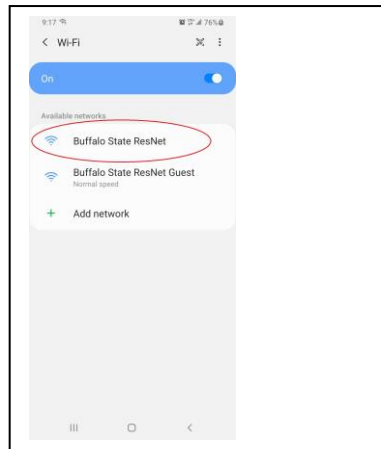 9:17
76%
Wi-Fi
On
Available networks
Buffalo State ResNet
Buffalo State ResNet Guest
Normal speed
Add network